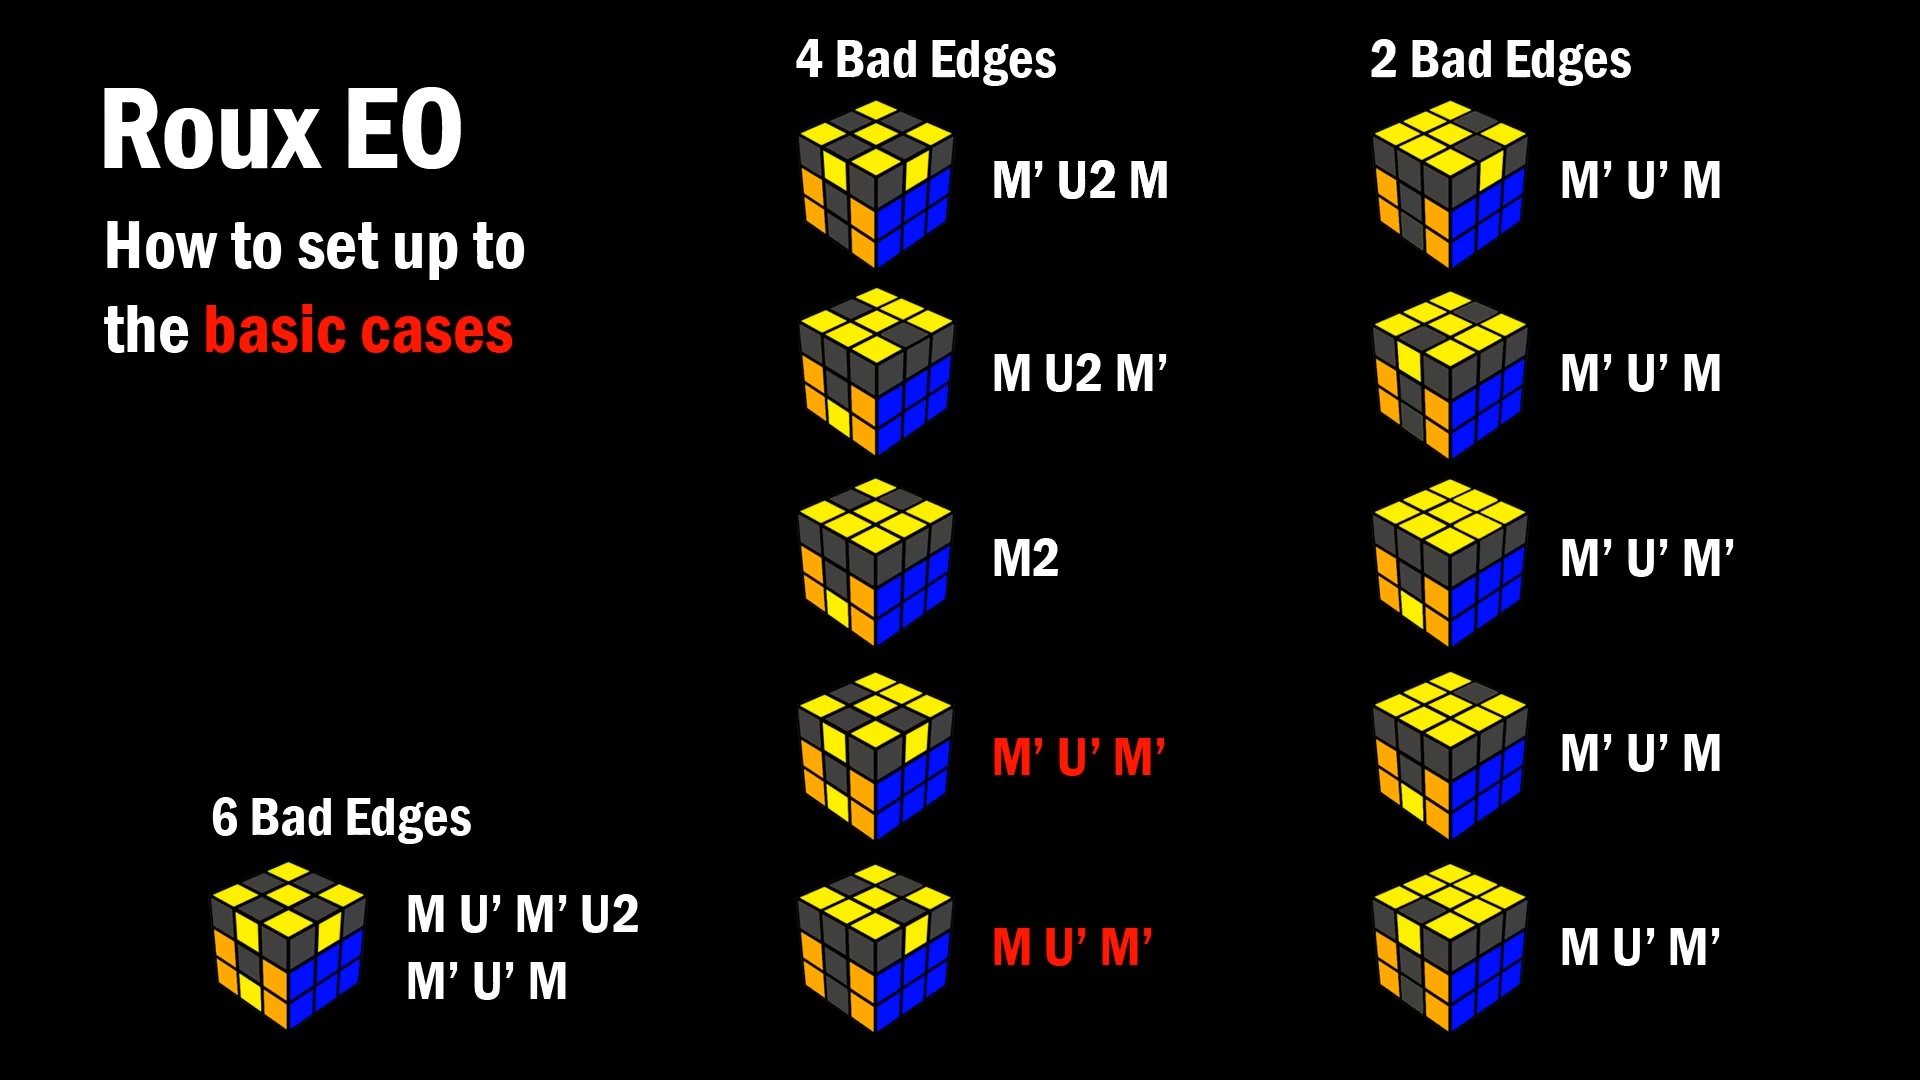 Roux EO
How to set up to
the basic cases
6 Bad Edges
M U’ M’ U2
M’ U’ M
4 Bad Edges
M’ U2 M
M U2 M’
M2
M’ U’ M’
M U’ M’
2 Bad Edges
M’ U’ M
M’ U’ M
M’ U’ M’
M’ U’ M
M U’ M’